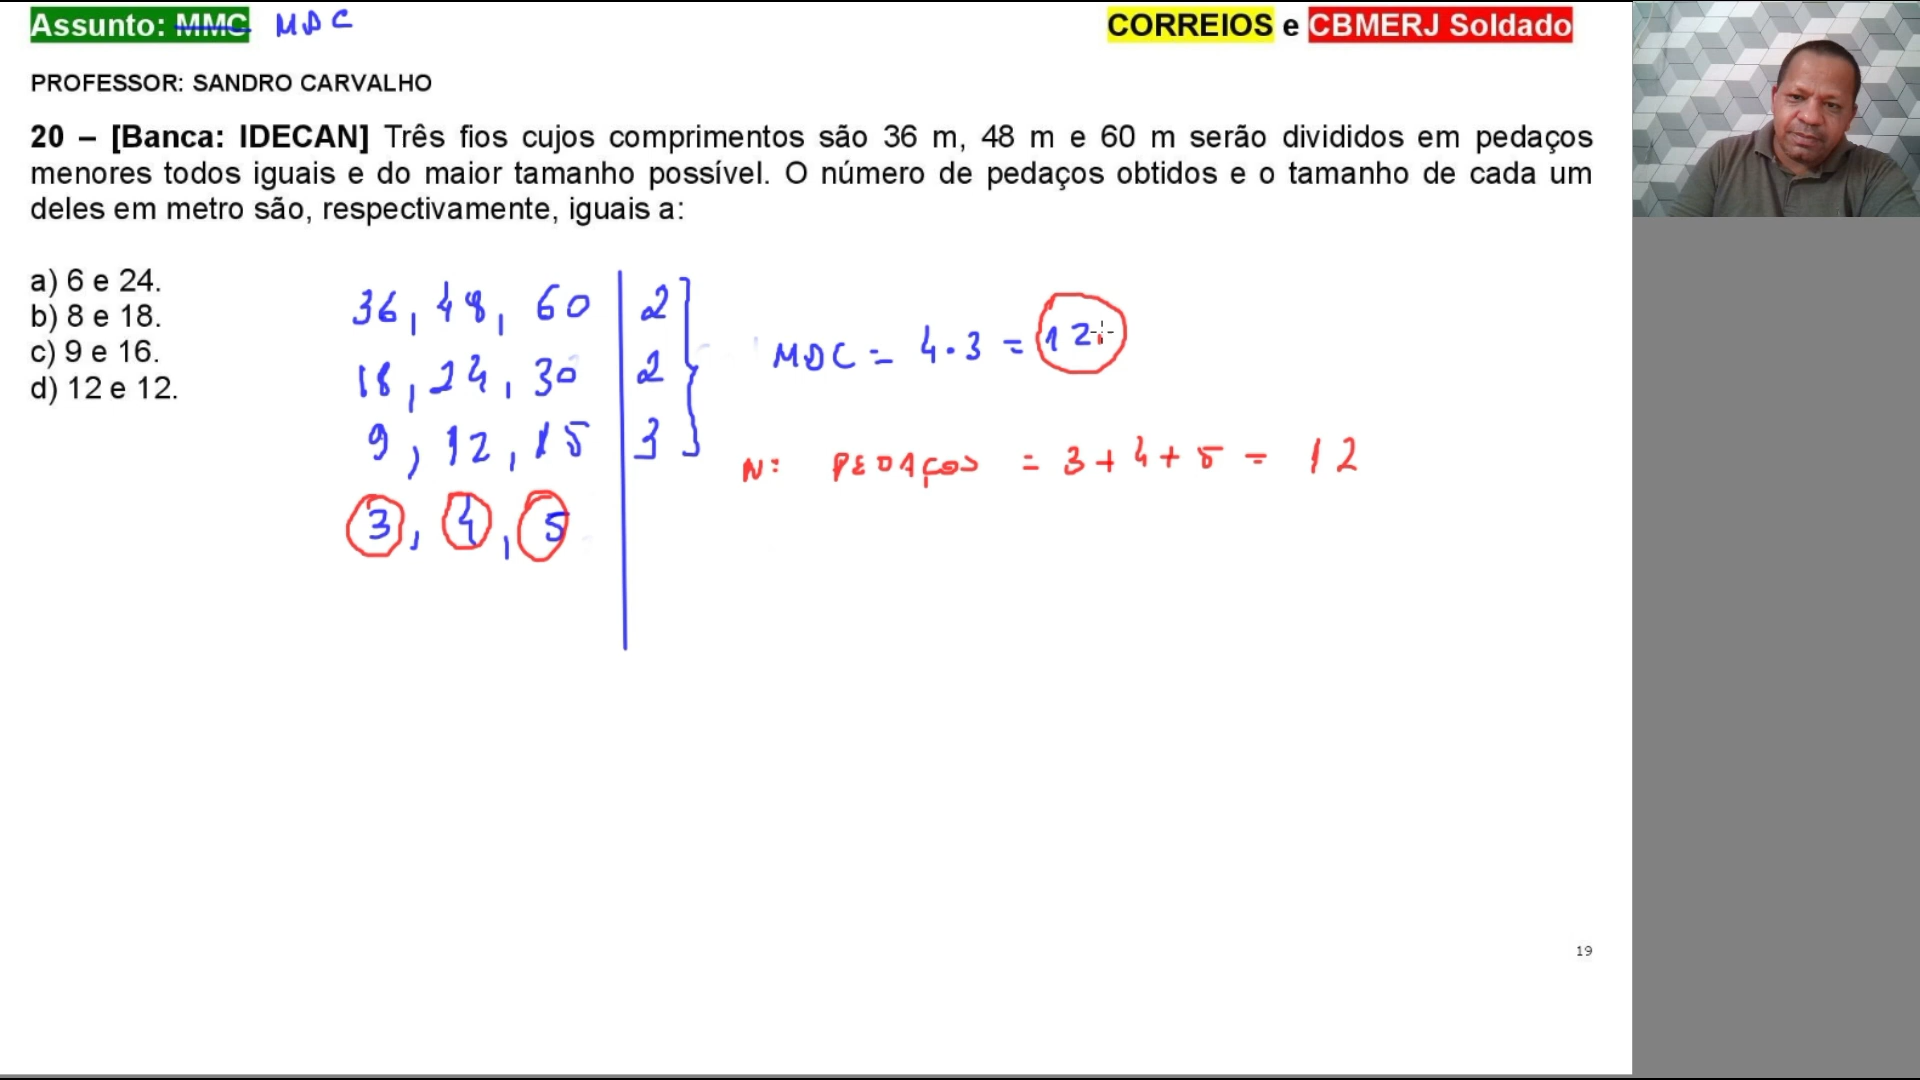 Assunto: MMC MDC
CORREIOS e CBMERJ Soldado
PROFESSOR: SANDRO CARVALHO
20 – [Banca: IDECAN] Três fios cujos comprimentos são 36 m, 48 m e 60 m serão divididos em pedaços
menores todos iguais e do maior tamanho possível. O número de pedaços obtidos e o tamanho de cada um
deles em metro são, respectivamente, iguais a:
a) 6 e 24.
b) 8 e 18.
c) 9 e 16.
d) 12 e 12.
36, 48, 60 | 2
18, 24, 30 | 2
9, 12, 15 | 3
3, 4, 5
MDC = 4.3 = 12
N: PEDAÇOS = 3+4+5 = 12
19